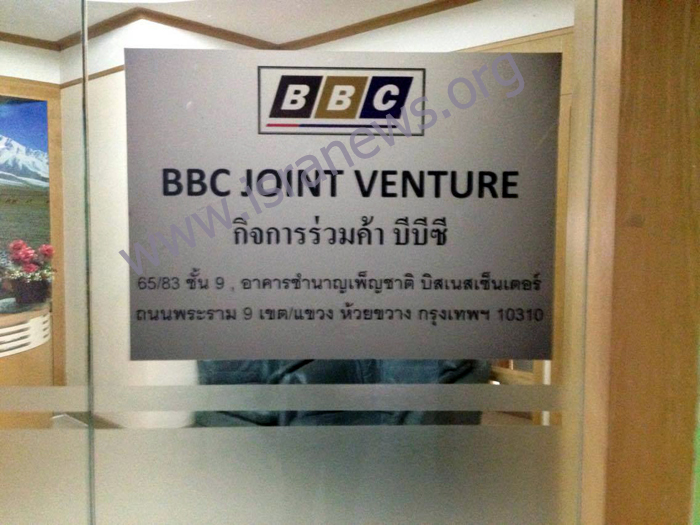 BBC
BBC JOINT VENTURE
กิจการร่วมค้า บีบีซี
65/83 ชั้น 9 , อาคารชำนาญเพ็ญชาติ บิสเนสเซ็นเตอร์
ถนนพระราม 9 เขต/แขวง ห้วยขวาง กรุงเทพฯ 10310
www.isranews.org